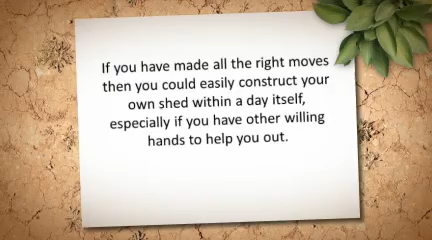 If you have made all the right moves
then you could easily construct your
own shed within a day itself,
especially if you have other willing
hands to help you out.